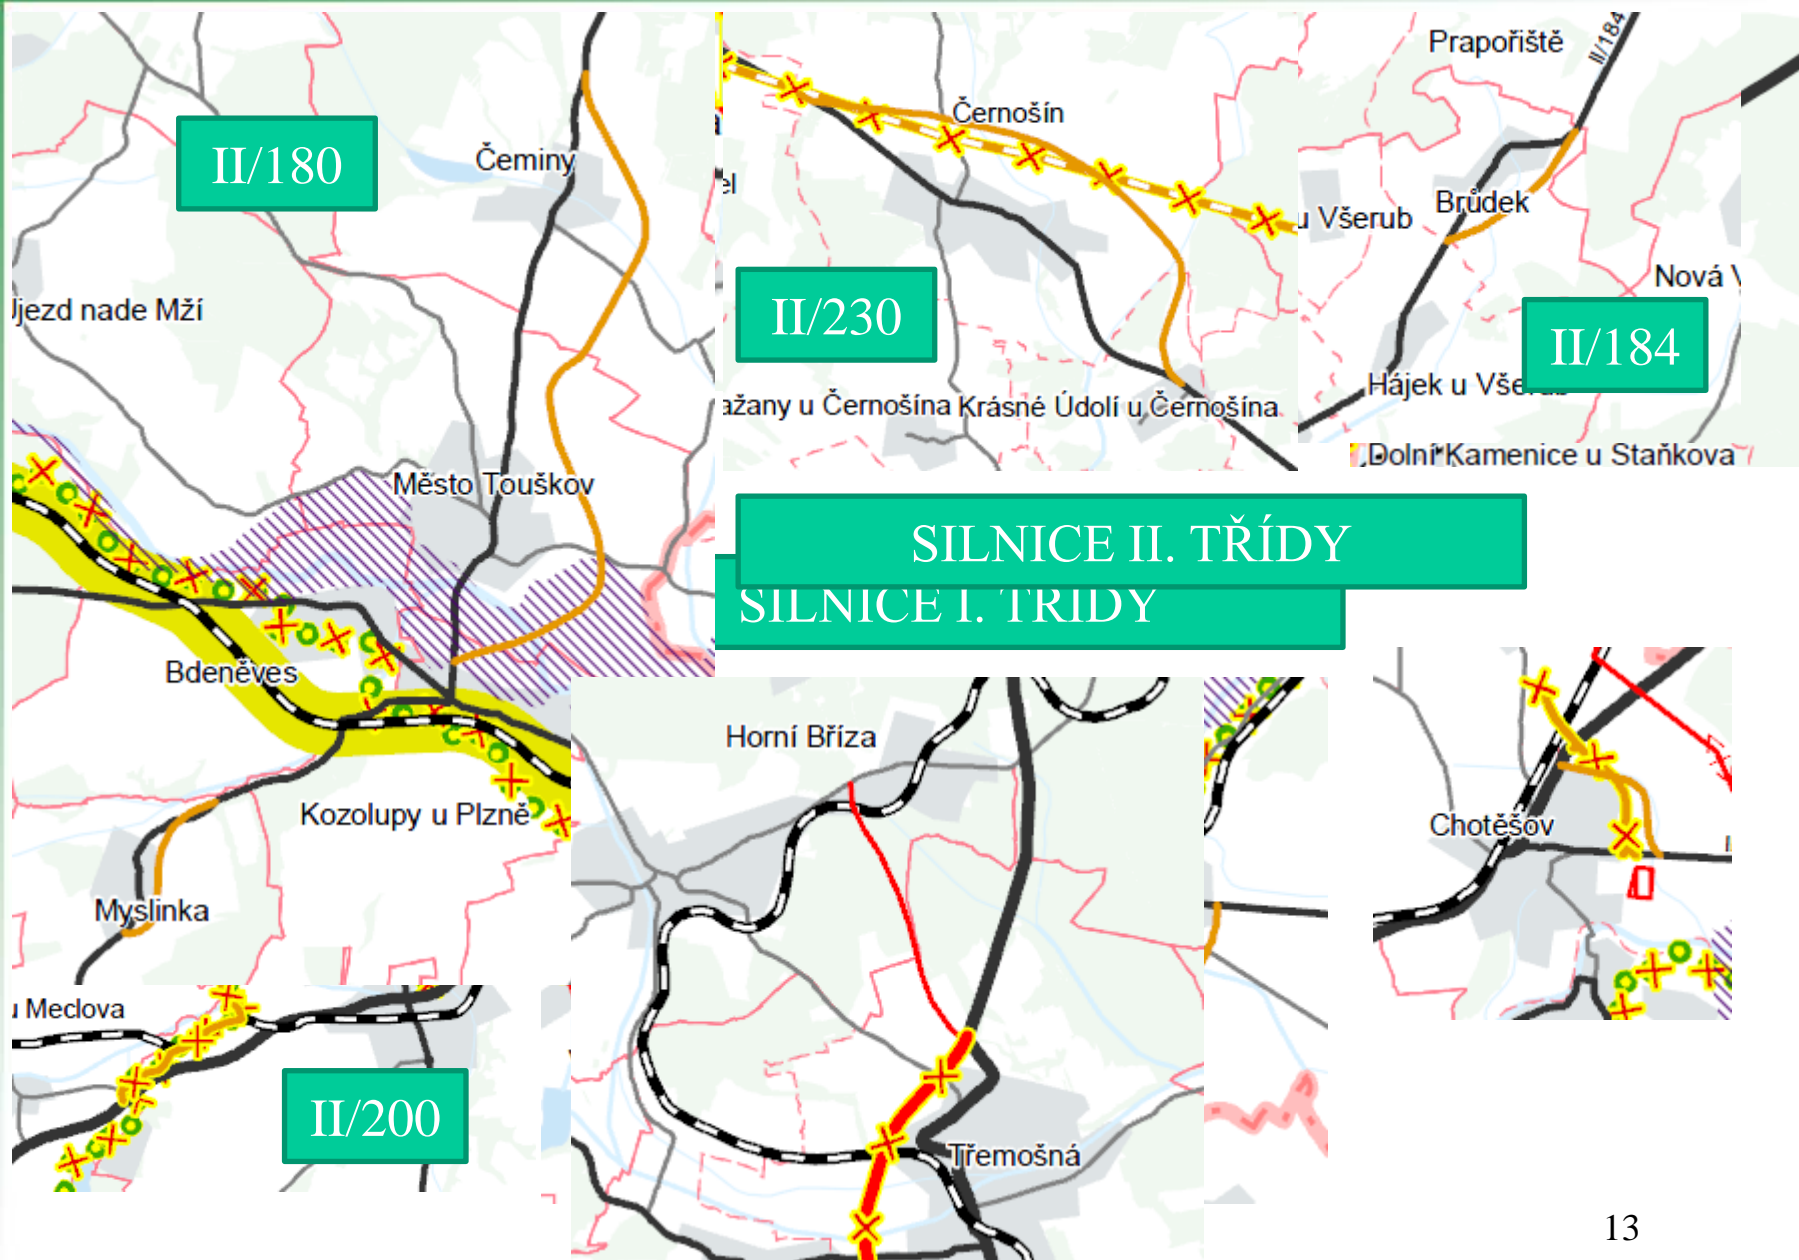 II/180
Čeminy
Újezd nade Mží
Město Touškov
Bdeněves
Kozolupy u Plzně
Myslinka
Černošín
II/230
Krásné Údolí u Černošína
u Černošína
II/184
Prapořiště
u Všerub
Brůdek
Nová
II/184
Hájek u
Dolní Kamenice u Staňkova
SILNICE II. TŘÍDY
SILNICE I. TŘÍDY
Horní Bříza
Třemošná
Chotěšov
u Meclova
II/200
13